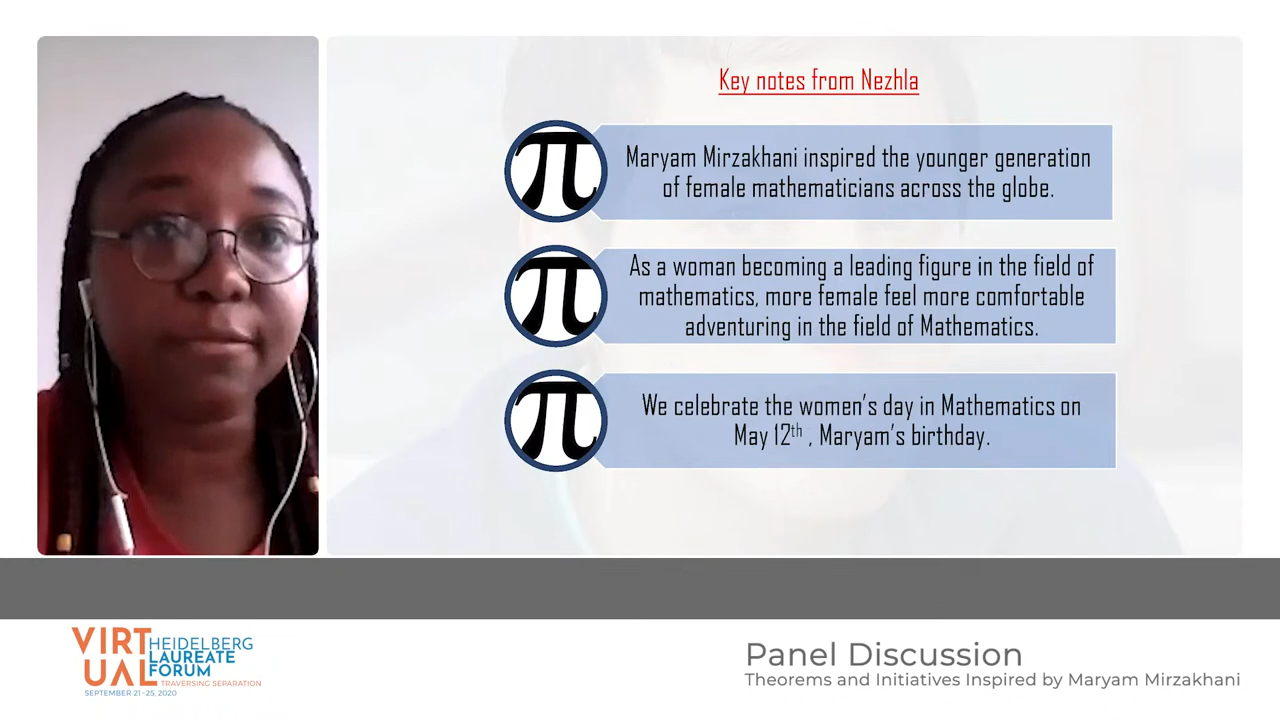 Key notes from Nezhla
π
Maryam Mirzakhani inspired the younger generation
of female mathematicians across the globe.
π
As a woman becoming a leading figure in the field of
mathematics, more female feel more comfortable
adventuring in the field of Mathematics.
π
We celebrate the women's day in Mathematics on
May 12th , Maryam's birthday.
VIRTUAL
HEIDELBERG
LAUREATE
FORUM
TRAVERSING SEPARATION
SEPTEMBER 21-25, 2020
Panel Discussion
Theorems and Initiatives Inspired by Maryam Mirzakhani